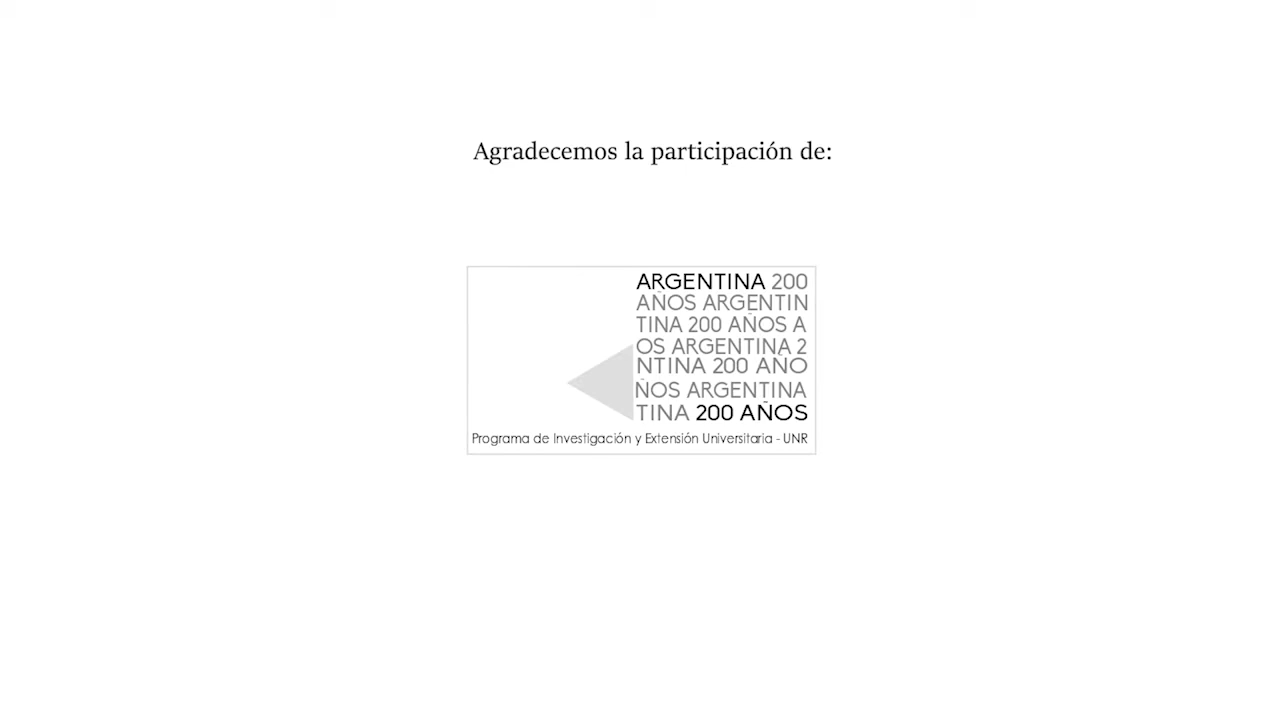 Agradecemos la participación de:
ARGENTINA 200
AÑOS ARGENTIN
TINA 200 AÑOS A
OS ARGENTINA 2
NTINA 200 AÑO
ÑOS ARGENTINA
TINA 200 AÑOS
Programa de Investigación y Extensión Universitaria - UNR